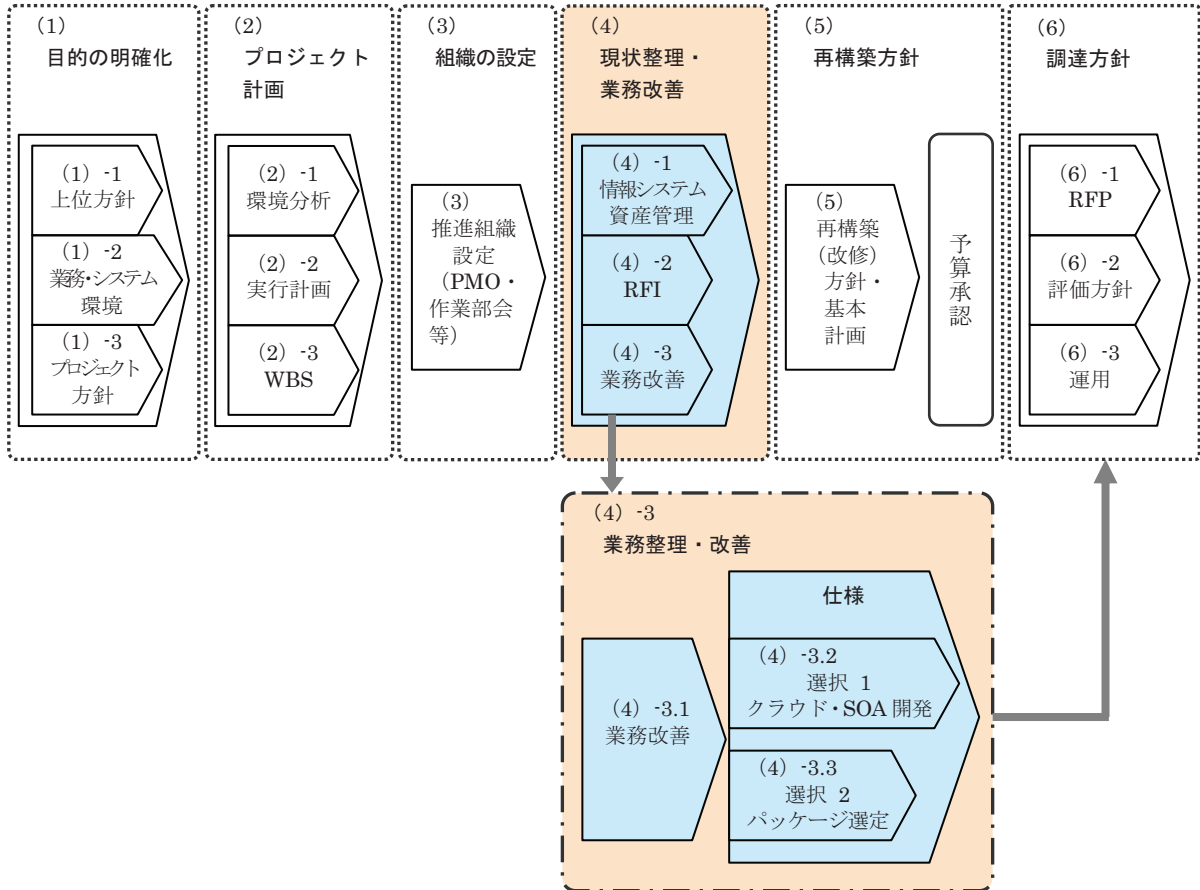 (1)
目的の明確化
(1) -1
上位方針
(1) -2
業務・システム
環境
(1) -3
プロジェクト
方針
(2)
プロジェクト
計画
(2) -1
環境分析
(2) -2
実行計画
(2) -3
WBS
(3)
組織の設定
(3)
推進組織
設定
(PMO・
作業部会
等)
(4)
現状整理・
業務改善
(4) -1
情報システム
資産管理
(4) -2
RFI
(4) -3
業務改善
(5)
再構築方針
(5)
再構築
(改修)
方針・
基本
計画
予算承認
(6)
調達方針
(6) -1
RFP
(6) -2
評価方針
(6) -3
運用
(4) -3
業務整理・改善
(4) -3.1
業務改善
仕様
(4) -3.2
選択 1
クラウド・SOA 開発
(4) -3.3
選択 2
パッケージ選定